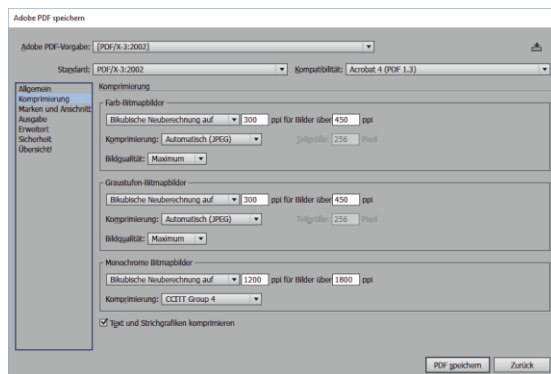 Adobe PDF speichern
Adobe PDF-Vorgabe: [PDF/X-3:2002]
Standard: PDF/X-3:2002 Kompatibilität: Acrobat 4 (PDF 1.3)
Allgemein
Komprimierung
Marken und Anschnitt
Ausgabe
Erweitert
Sicherheit
Übersicht!
Komprimierung
Farb-Bitmapbilder
Bikubische Neuberechnung auf 300 ppi für Bilder über 450 ppi
Komprimierung: Automatisch (JPEG) Teilgröße: 256 Pixel
Bildqualität: Maximum
Graustufen-Bitmapbilder
Bikubische Neuberechnung auf 300 ppi für Bilder über 450 ppi
Komprimierung: Automatisch (JPEG) Teilgröße: 256 Pixel
Bildqualität: Maximum
Monochrome Bitmapbilder
Bikubische Neuberechnung auf 1200 ppi für Bilder über 1800 ppi
Komprimierung: CCITT Group 4
Text und Strichgrafiken komprimieren
PDF speichern Zurück